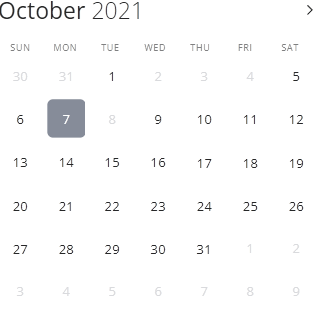 October 2021
SUN MON TUE WED THU FRI SAT
30 31 1 2 3 4 5
6 7 8 9 10 11 12
13 14 15 16 17 18 19
20 21 22 23 24 25 26
27 28 29 30 31 1 2
3 4 5 6 7 8 9